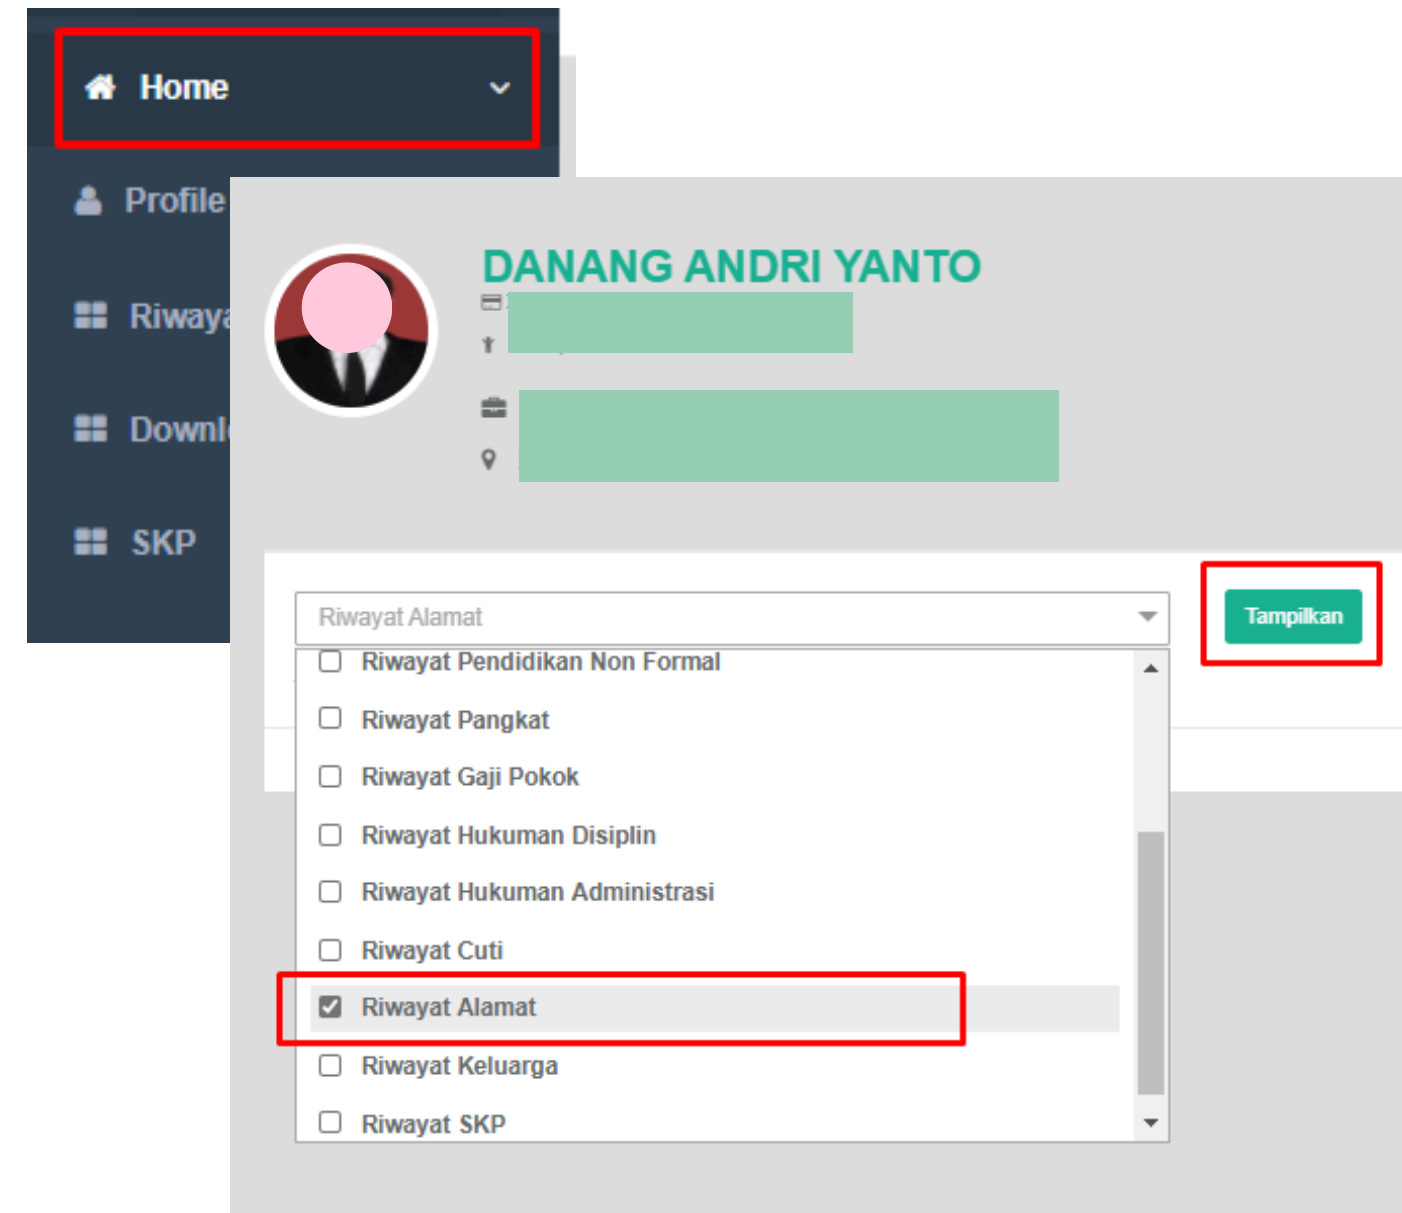 Home
Profile
Riwaya
Downl
SKP
DANANG ANDRI YANTO
Riwayat Alamat
Tampilkan
Riwayat Pendidikan Non Formal
Riwayat Pangkat
Riwayat Gaji Pokok
Riwayat Hukuman Disiplin
Riwayat Hukuman Administrasi
Riwayat Cuti
Riwayat Alamat
Riwayat Keluarga
Riwayat SKP